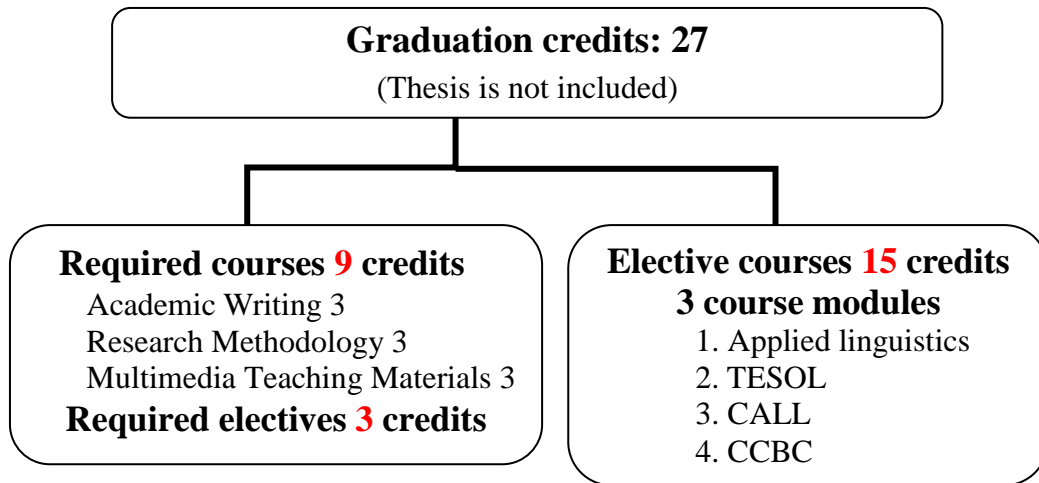 Graduation credits: 27
(Thesis is not included)
Required courses 9 credits
Academic Writing 3
Research Methodology 3
Multimedia Teaching Materials 3
Required electives 3 credits
Elective courses 15 credits
3 course modules
1. Applied linguistics
2. TESOL
3. CALL
4. CCBC